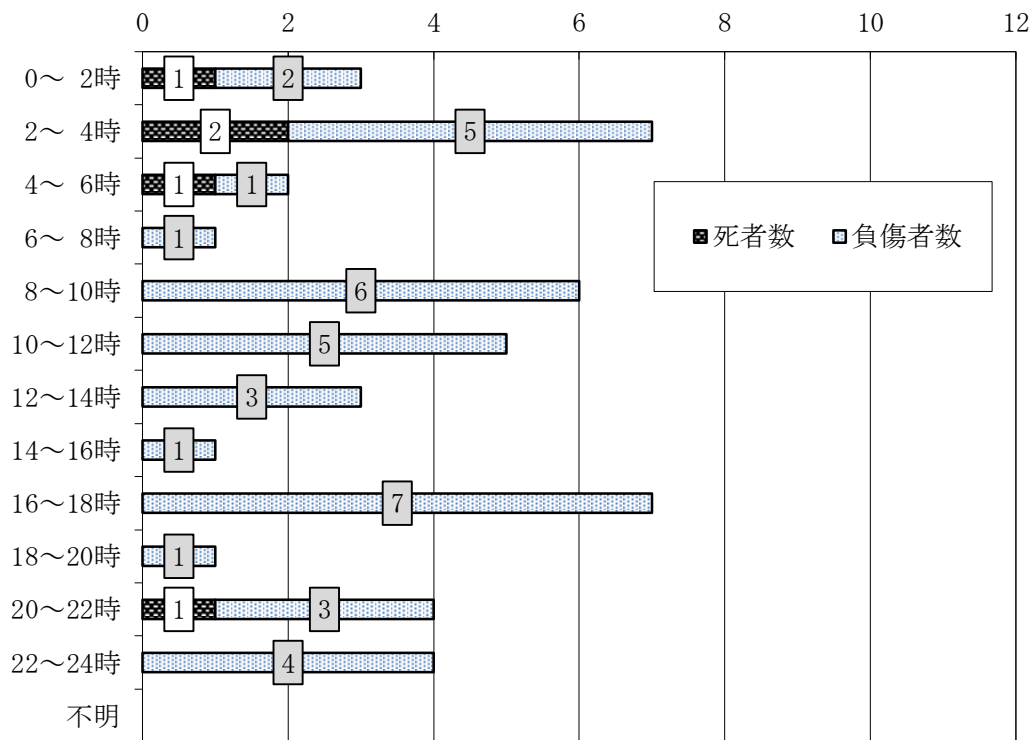 0 2 4 6 8 10 12
0～ 2時 1 2
2～ 4時 2 5
4～ 6時 1 1
死者数 負傷者数
6～ 8時 1
8～10時 6
10～12時 5
12～14時 3
14～16時 1
16～18時 7
18～20時 1
20～22時 1 3
22～24時 4
不明